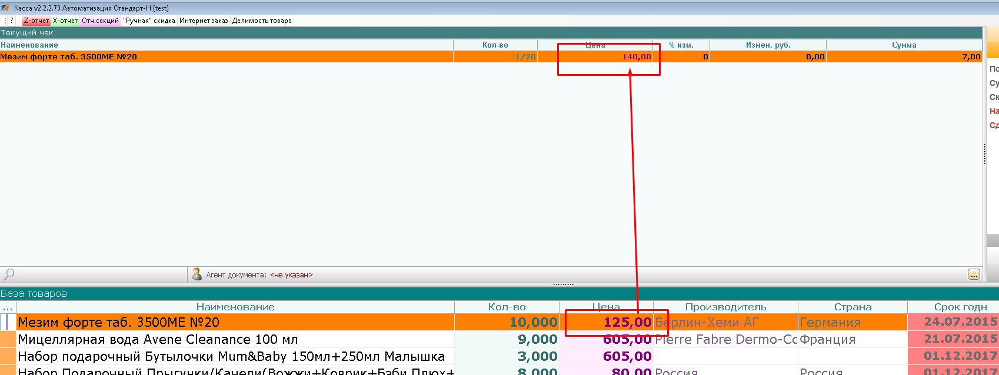 Касса v2.2.2.73 Автоматизация Стандарт-Н [test]
? Z-отчет X-отчет Отч.секций "Ручная" скидка Интернет заказ Делимость товара
Текущий чек
Наименование Кол-во Цена % изм. Измен. руб. Сумма
Мезим форте таб. 3500МЕ №20 1/20 140,00 0 0,00 7,00
По
Су
Ск
На
Сд
Агент документа: <не указан> ...
База товаров
... Наименование Кол-во Цена Производитель Страна Срок годн
Мезим форте таб. 3500МЕ №20 10,000 125,00 Берлин-Хеми АГ Германия 24.07.2015
Мицеллярная вода Avene Cleanance 100 мл 9,000 605,00 Pierre Fabre Dermo-Co Франция 21.07.2015
Набор подарочный Бутылочки Mum&Baby 150мл+250мл Малышка 3,000 605,00 01.12.2017
Набор Подарочный Прыгунки/Качели(Вожжи+Коврик+Бэби Плюх+ 8,000 80,00 Россия Россия 01.12.2017